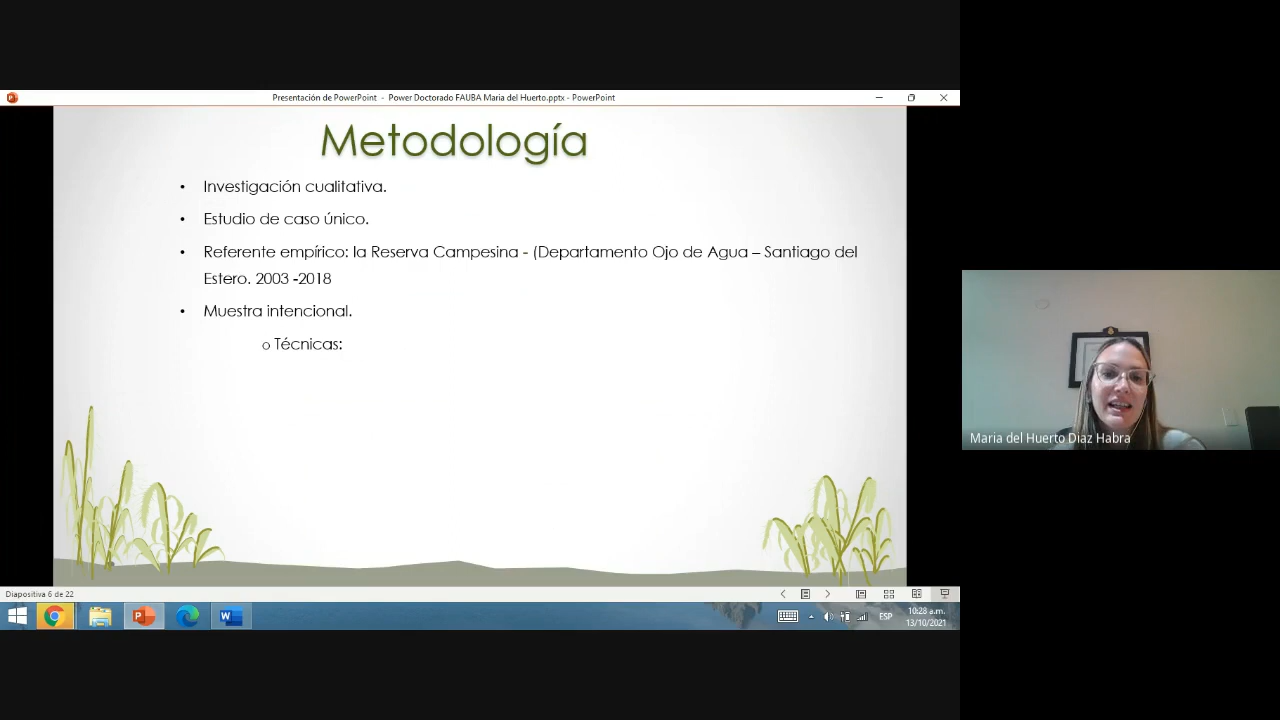 Presentación de PowerPoint - Power Doctorado FAUBA Maria del Huerto.pptx - PowerPoint
Metodología
• Investigación cualitativa.
• Estudio de caso único.
• Referente empírico: la Reserva Campesina - (Departamento Ojo de Agua – Santiago del
Estero. 2003 -2018
• Muestra intencional.
o Técnicas:
Maria del Huerto Diaz Habra
Diapositiva 6 de 22
ESP
10:28 a.m.
13/10/2021